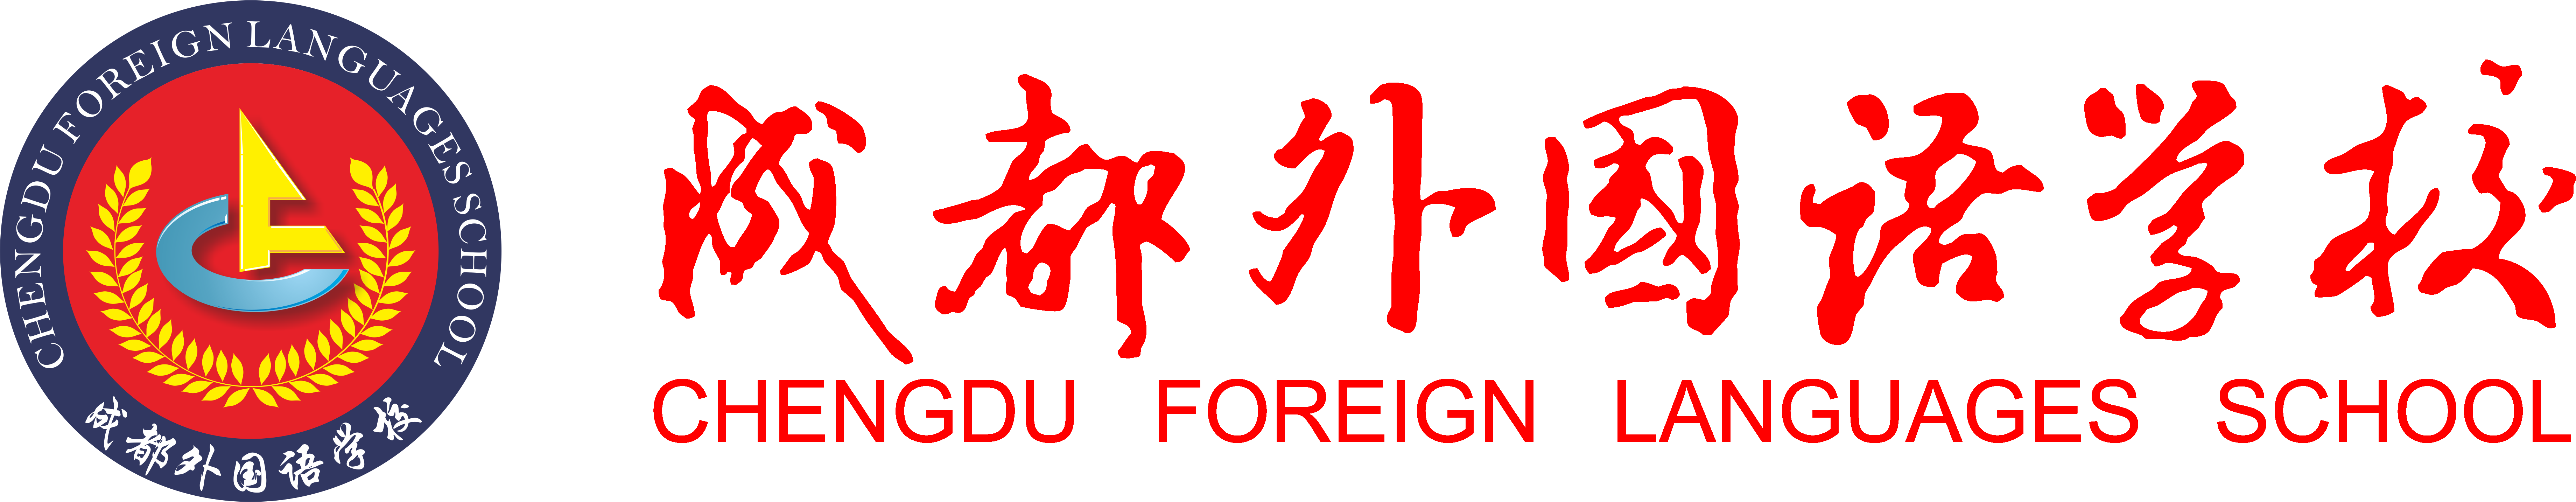 CHENGDU FOREIGN LANGUAGES SCHOOL
成都外国语学校
成都外國语学校
CHENGDU FOREIGN LANGUAGES SCHOOL